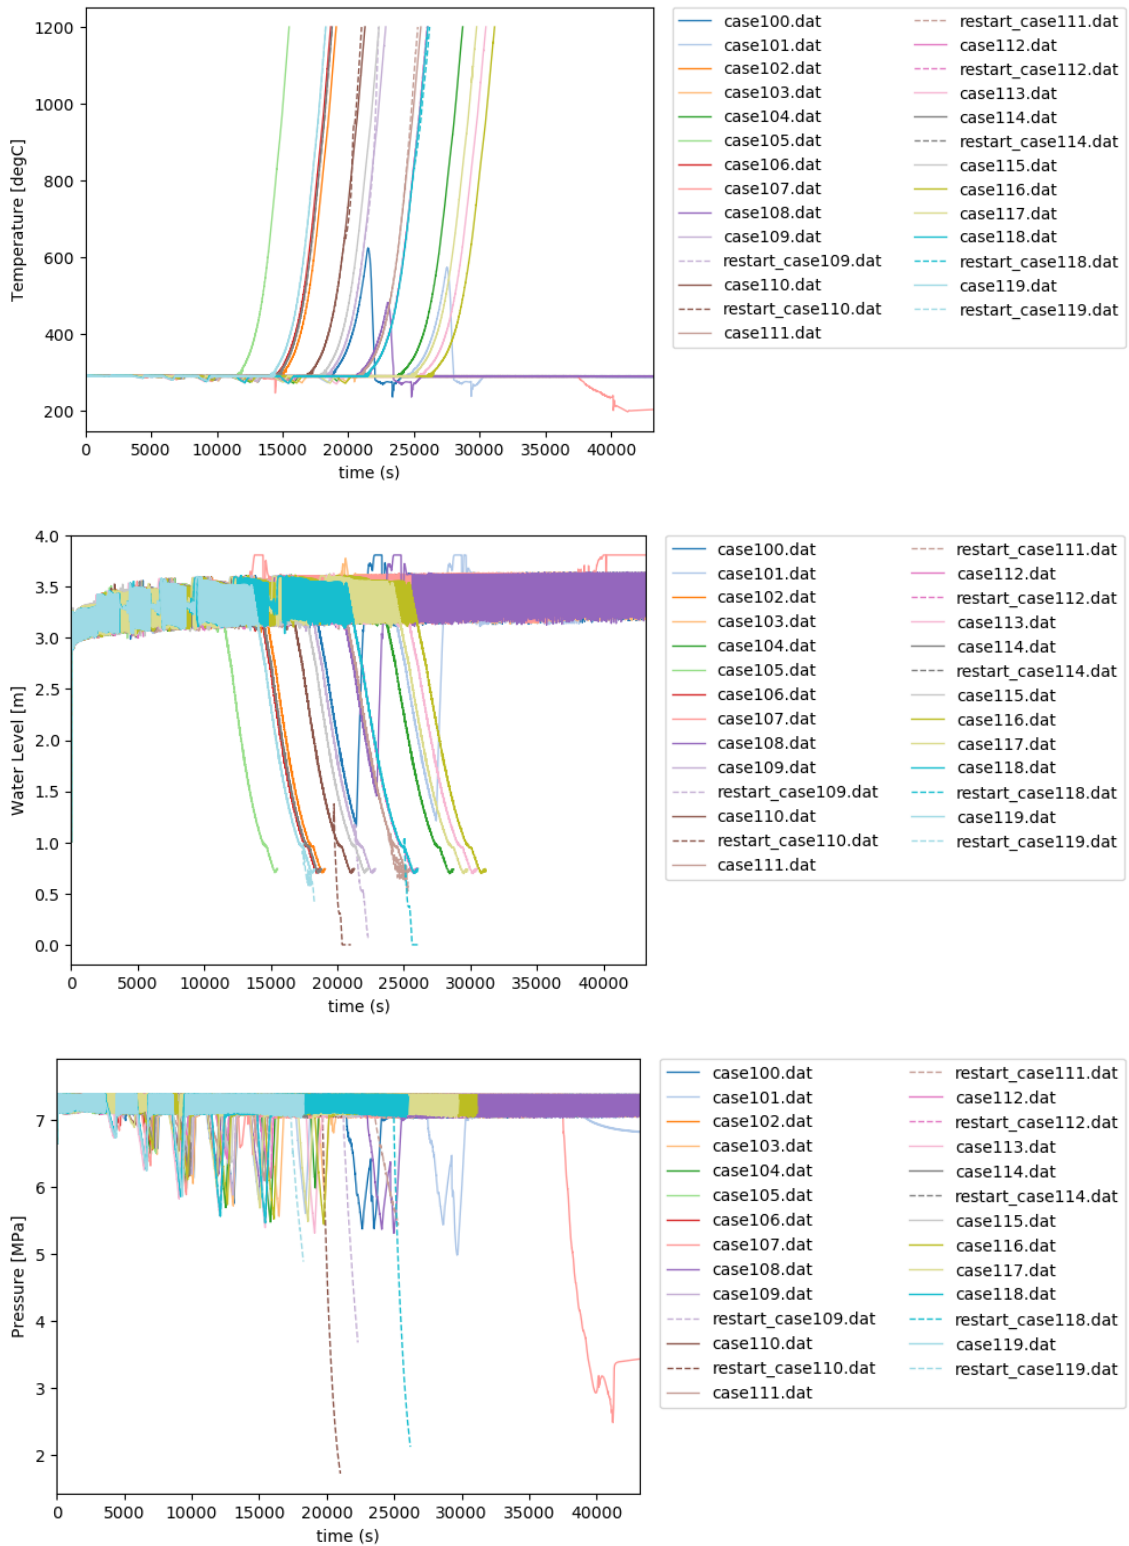 1200
1000
800
600
400
200
Temperature [degC]
0 5000 10000 15000 20000 25000 30000 35000 40000
time (s)
case100.dat
case101.dat
case102.dat
case103.dat
case104.dat
case105.dat
case106.dat
case107.dat
case108.dat
case109.dat
restart_case109.dat
case110.dat
restart_case110.dat
case111.dat
restart_case111.dat
case112.dat
restart_case112.dat
case113.dat
case114.dat
restart_case114.dat
case115.dat
case116.dat
case117.dat
case118.dat
restart_case118.dat
case119.dat
restart_case119.dat
4.0
3.5
3.0
2.5
2.0
1.5
1.0
0.5
0.0
Water Level [m]
0 5000 10000 15000 20000 25000 30000 35000 40000
time (s)
case100.dat
case101.dat
case102.dat
case103.dat
case104.dat
case105.dat
case106.dat
case107.dat
case108.dat
case109.dat
restart_case109.dat
case110.dat
restart_case110.dat
case111.dat
restart_case111.dat
case112.dat
restart_case112.dat
case113.dat
case114.dat
restart_case114.dat
case115.dat
case116.dat
case117.dat
case118.dat
restart_case118.dat
case119.dat
restart_case119.dat
7
6
5
4
3
2
Pressure [MPa]
0 5000 10000 15000 20000 25000 30000 35000 40000
time (s)
case100.dat
case101.dat
case102.dat
case103.dat
case104.dat
case105.dat
case106.dat
case107.dat
case108.dat
case109.dat
restart_case109.dat
case110.dat
restart_case110.dat
case111.dat
restart_case111.dat
case112.dat
restart_case112.dat
case113.dat
case114.dat
restart_case114.dat
case115.dat
case116.dat
case117.dat
case118.dat
restart_case118.dat
case119.dat
restart_case119.dat